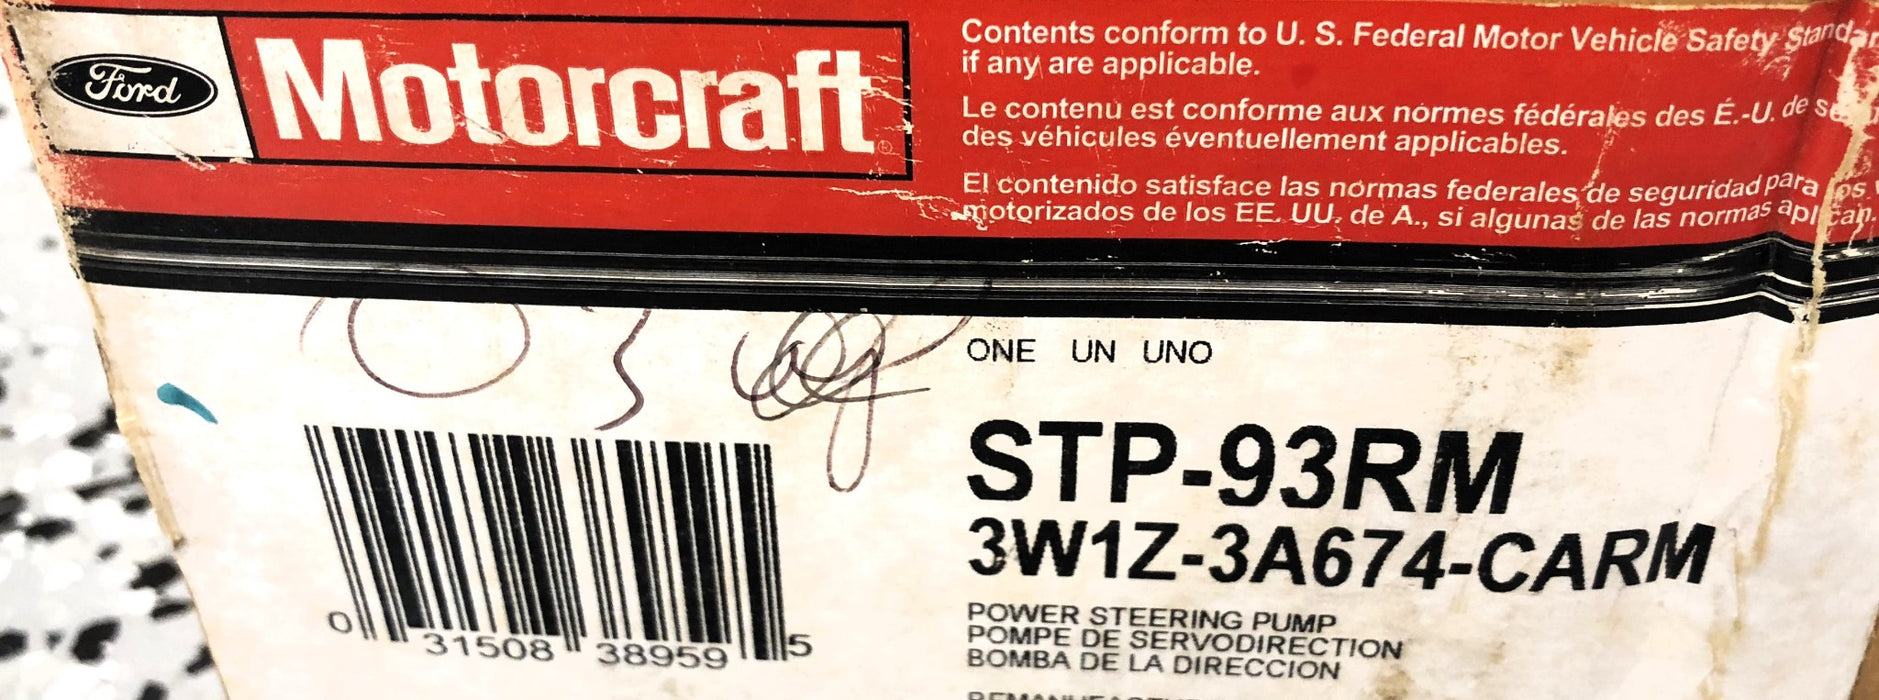 Ford
Motorcraft
Contents conform to U. S. Federal Motor Vehicle Safety
if any are applicable.
Le contenu est conforme aux normes fédérales des É.-U. de
des véhicules éventuellement applicables.
El contenido satisface las normas federales de seguridad para
motorizados de los EE. UU. de A., si algunas de las normas aplican.
03
ONE UN UNO
STP-93RM
3W1Z-3A674-CARM
POWER STEERING PUMP
POMPE DE SERVODIRECTION
BOMBA DE LA DIRECCION
0 31508 38959 5